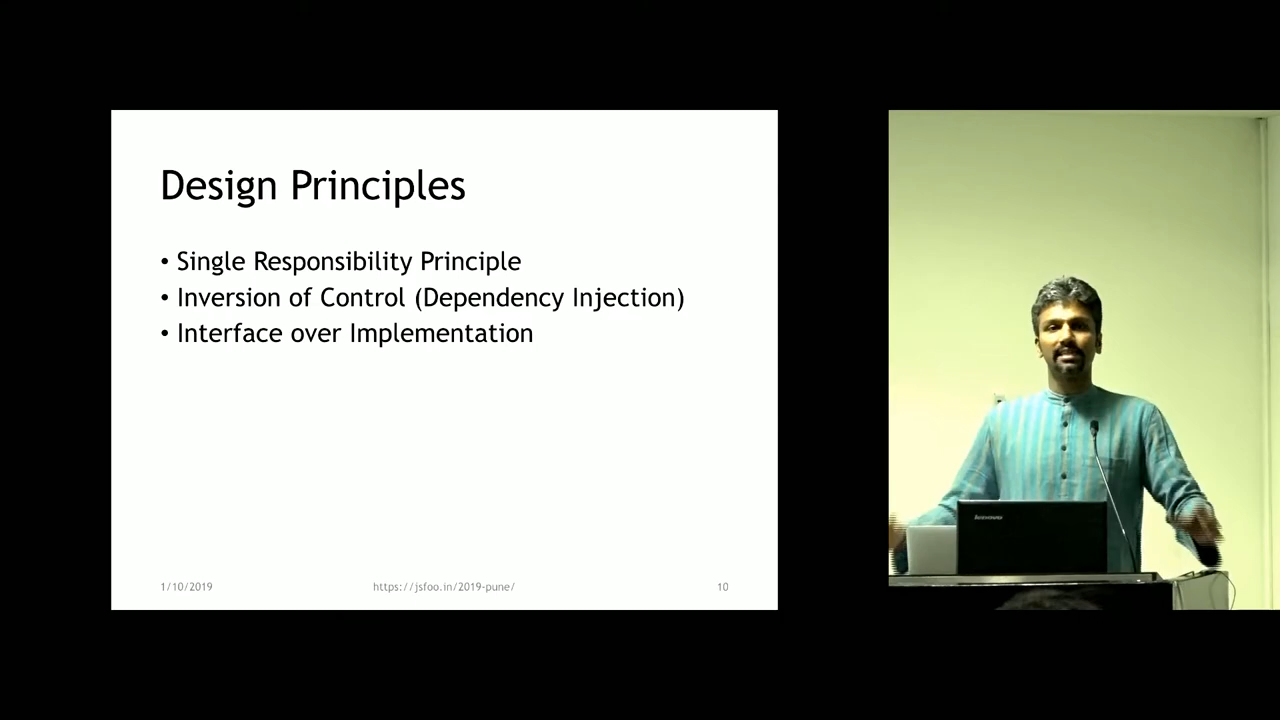 Design Principles
• Single Responsibility Principle
• Inversion of Control (Dependency Injection)
• Interface over Implementation
1/10/2019 https://jsfoo.in/2019-pune/ 10
lenovo